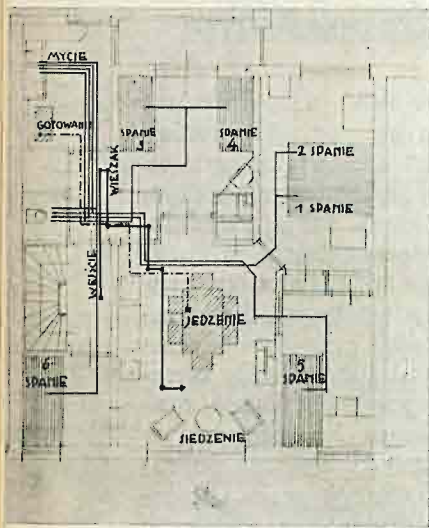 MYCIE
GOTOWANIE
SPANIE
3
SPANIE
4
2 SPANIE
WIESZAK
1 SPANIE
WEJŚCIE
JEDZENIE
6
SPANIE
5
SPANIE
SIEDZENIE